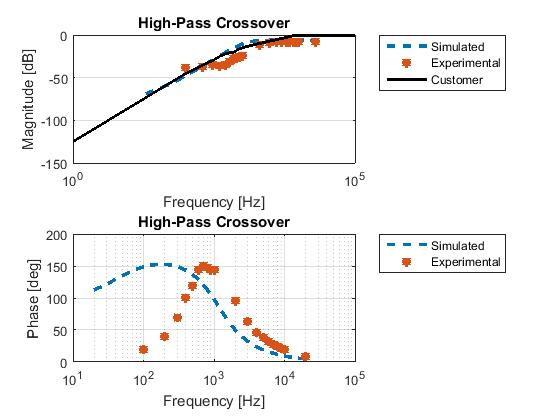 High-Pass Crossover
0
-50
-100
-150
Magnitude [dB]
10^0
10^5
Frequency [Hz]
Simulated
Experimental
Customer
High-Pass Crossover
200
150
100
50
0
Phase [deg]
10^1
10^2
10^3
10^4
10^5
Frequency [Hz]
Simulated
Experimental